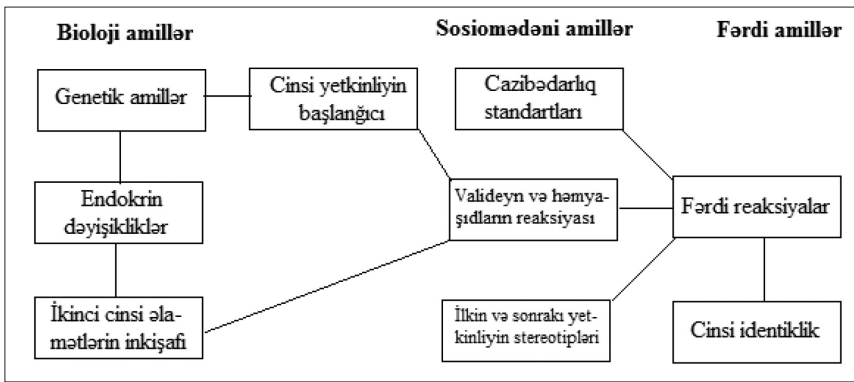 Bioloji amillər
Sosiomədəni amillər
Fərdi amillər
Genetik amillər
Cinsi yetkinliyin
başlanğıcı
Cazibədarlıq
standartları
Endokrin
dəyişikliklər
Valideyn və həmya-
şıdların reaksiyası
Fərdi reaksiyalar
İkinci cinsi əla-
mətlərin inkişafı
İlkin və sonrakı yet-
kinliyin stereotipləri
Cinsi identiklik